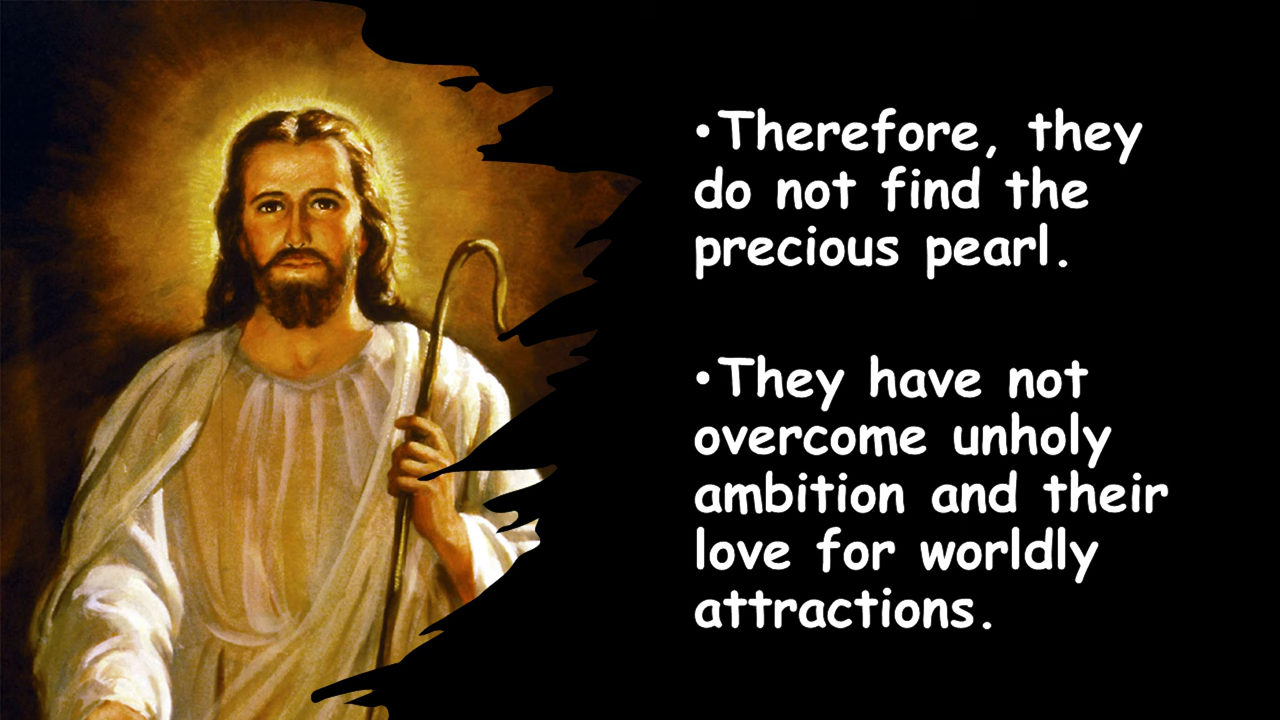 •Therefore, they
do not find the
precious pearl.
•They have not
overcome unholy
ambition and their
love for worldly
attractions.